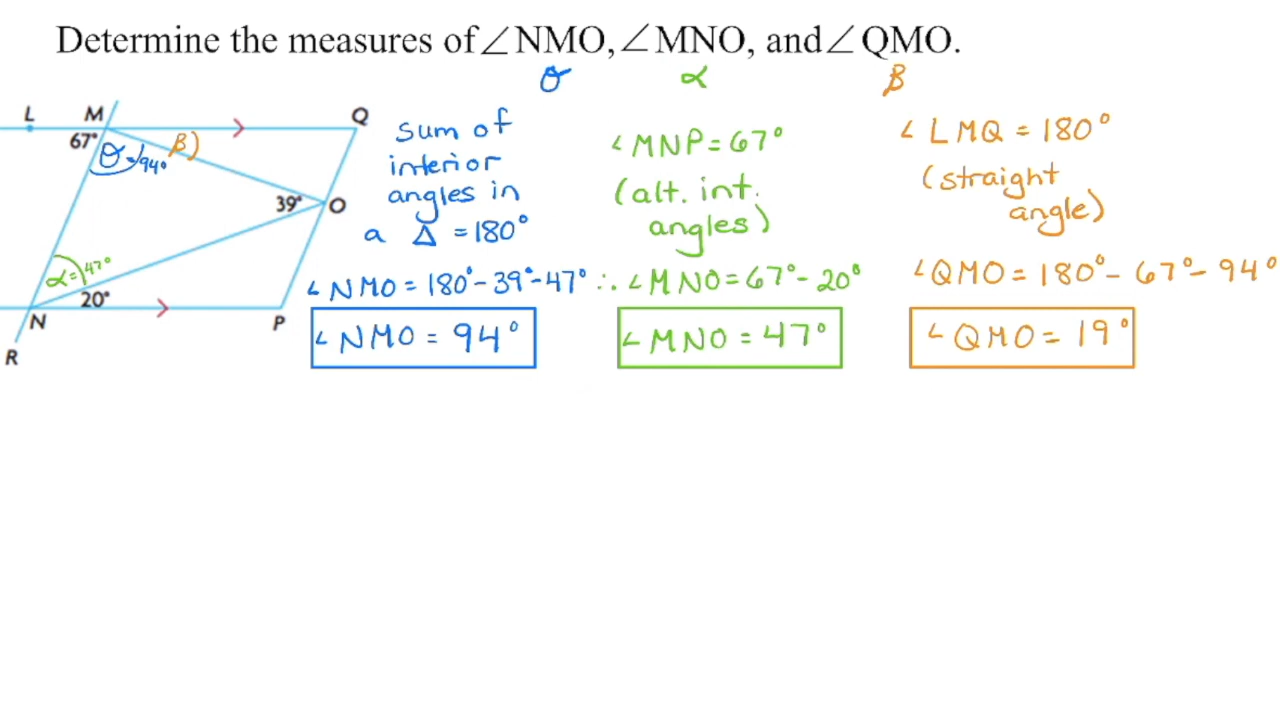 Determine the measures of ∠NMO, ∠MNO, and ∠QMO.
θ α β
L M Q
67° θ=94° β
39° O
α=47°
20°
N P
R
sum of
interior
angles in
a Δ = 180°
∠NMO = 180° - 39° - 47°
∠NMO = 94°
∠MNP = 67°
(alt. int.
angles)
∴ ∠MNO = 67° - 20°
∠MNO = 47°
∠LMQ = 180°
(straight
angle)
∠QMO = 180° - 67° - 94°
∠QMO = 19°